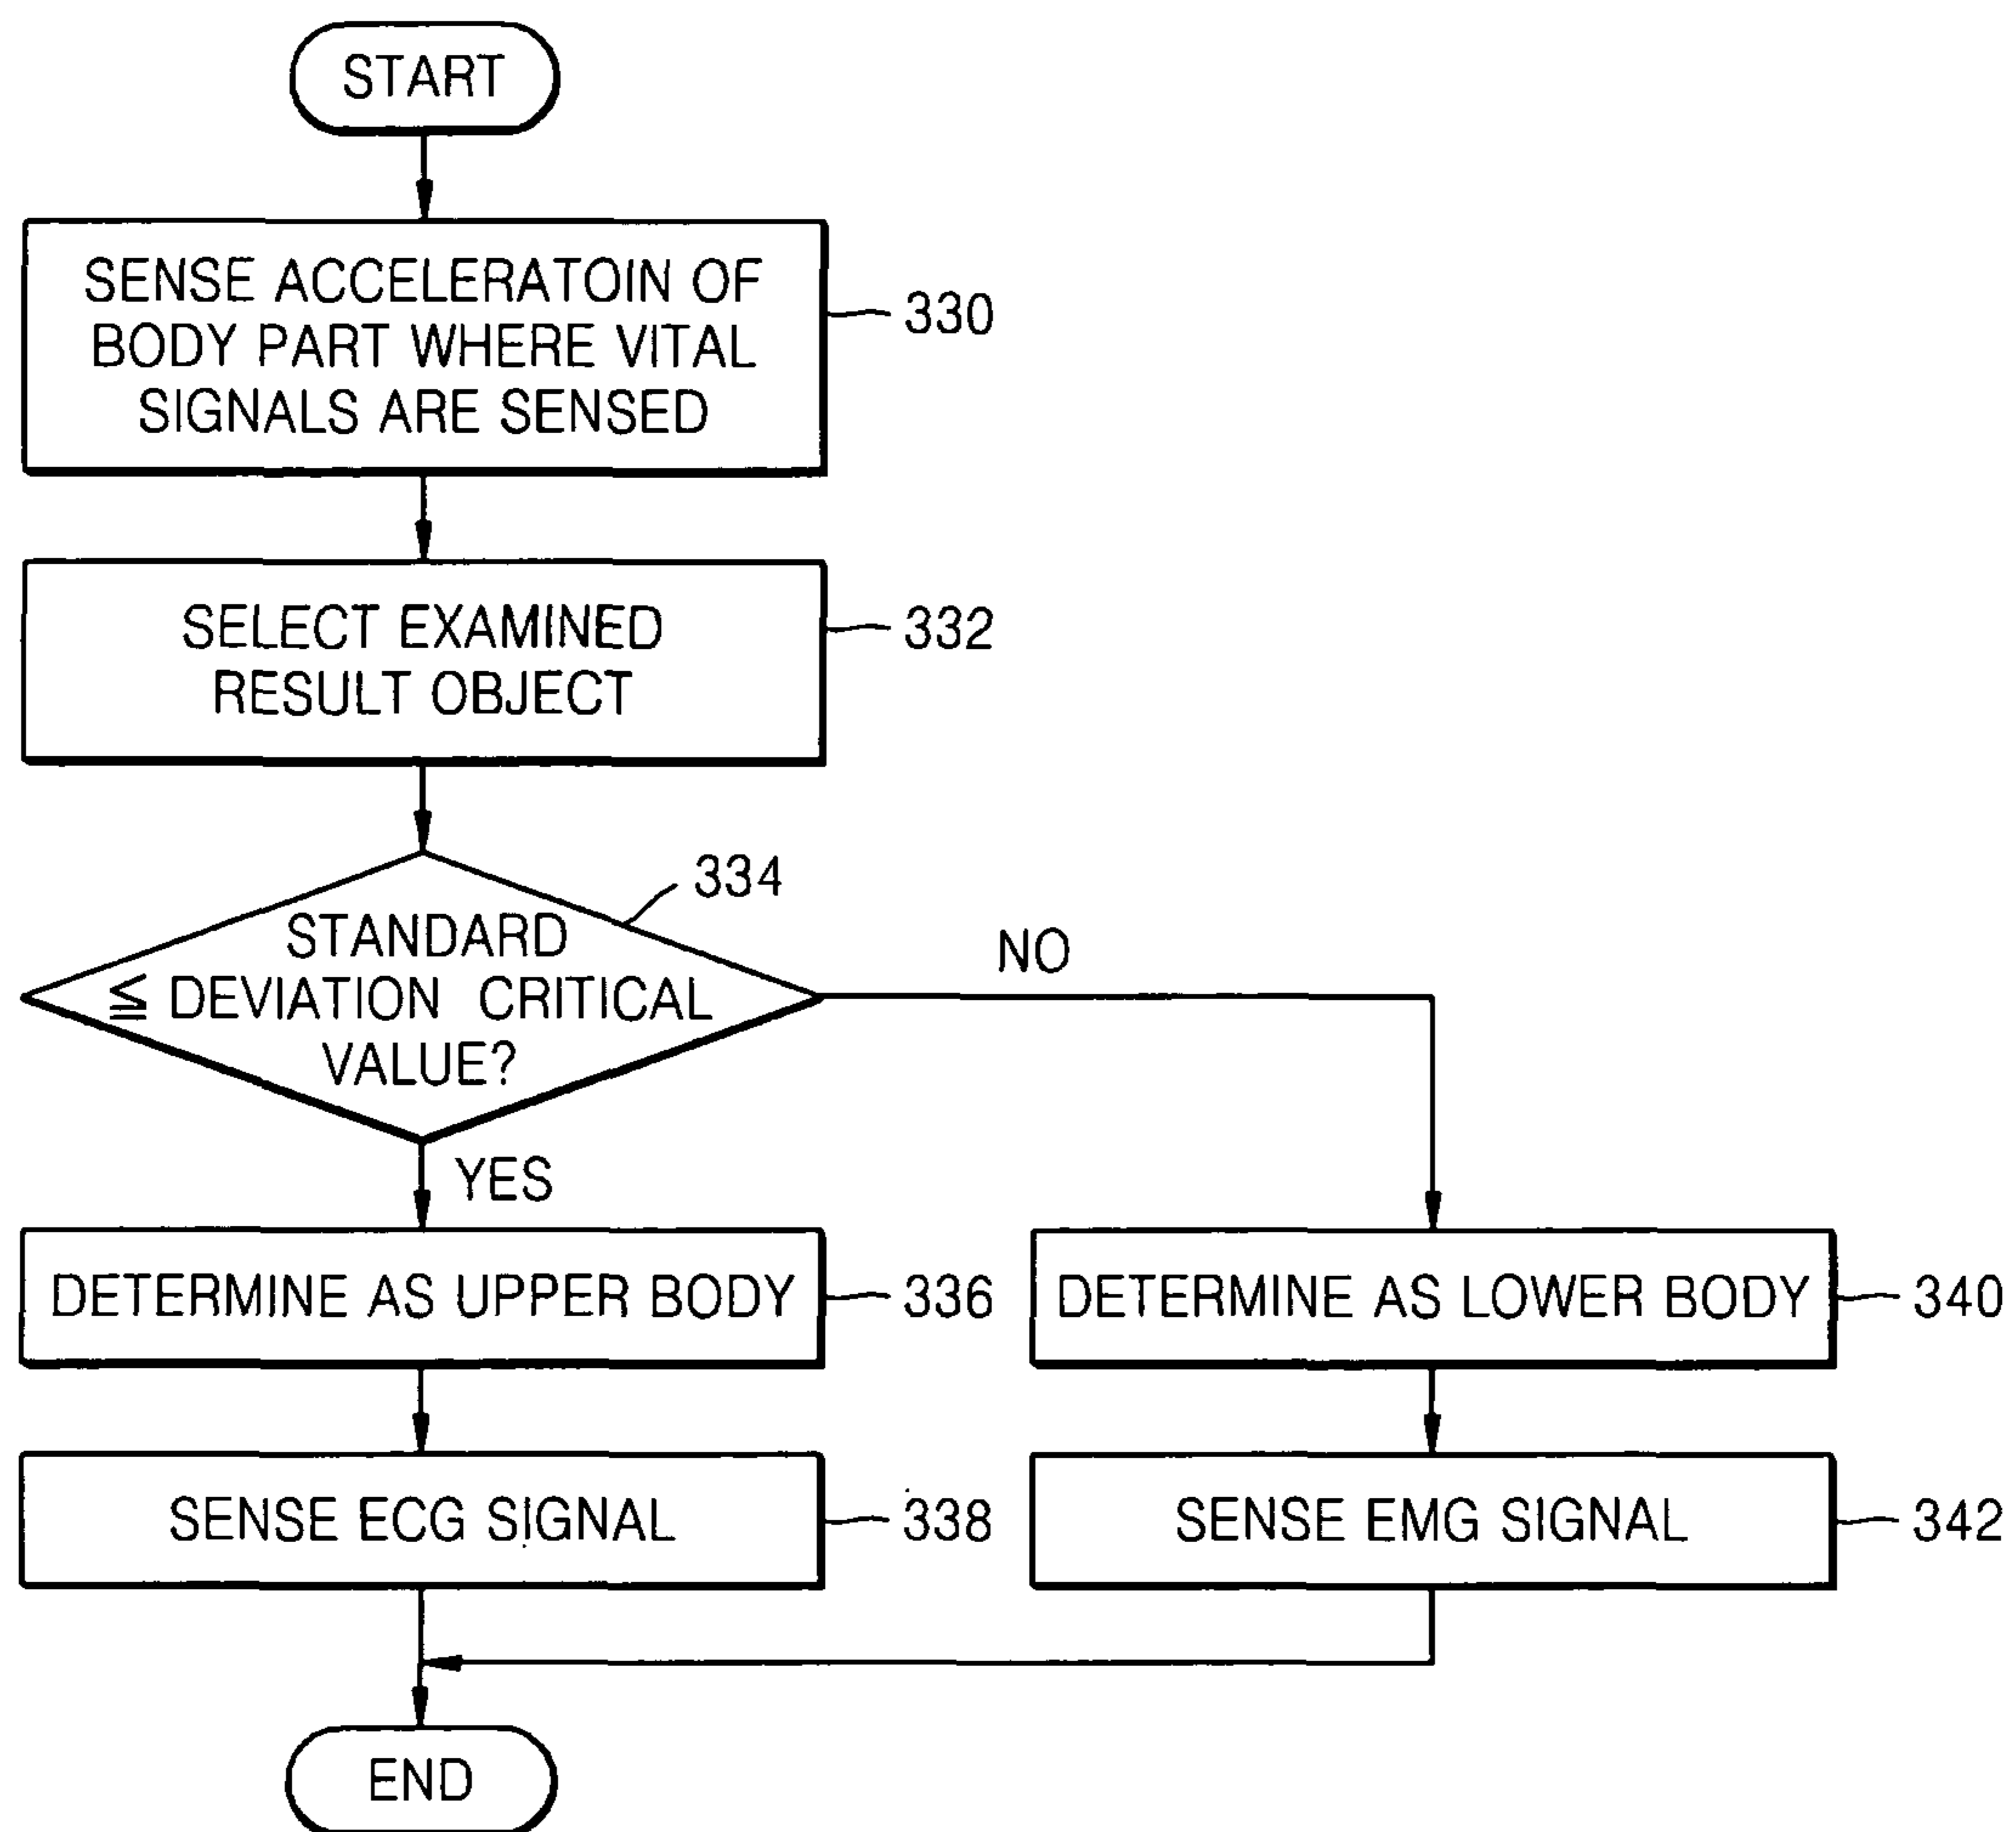 START
SENSE ACCELERATOIN OF
BODY PART WHERE VITAL
SIGNALS ARE SENSED
330
SELECT EXAMINED
RESULT OBJECT
332
334
STANDARD
≦ DEVIATION CRITICAL
VALUE?
NO
YES
DETERMINE AS UPPER BODY
336
DETERMINE AS LOWER BODY
340
SENSE ECG SIGNAL
338
SENSE EMG SIGNAL
342
END